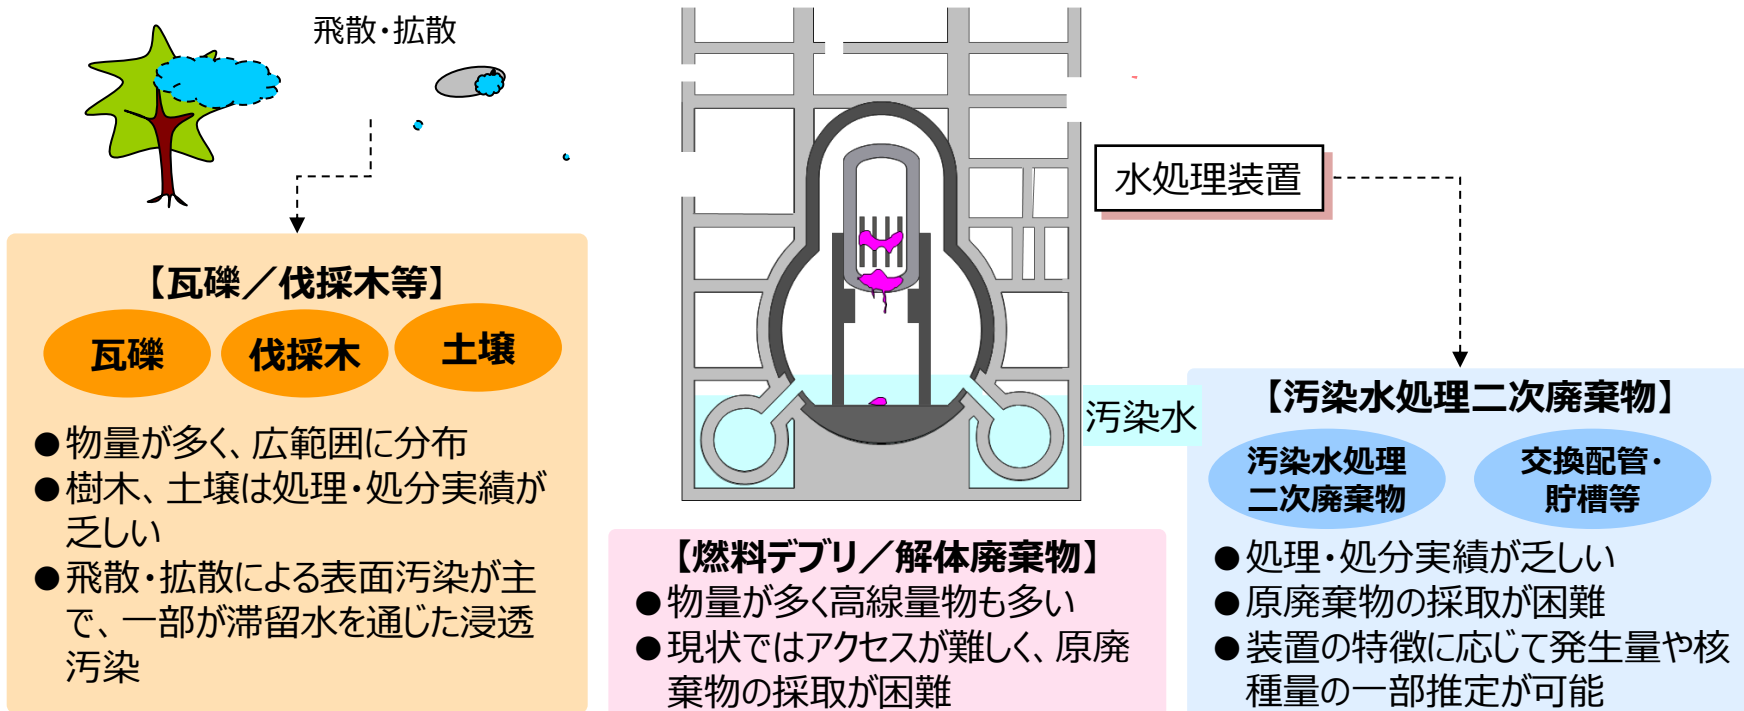 飛散・拡散
【瓦礫／伐採木等】
瓦礫
伐採木
土壌
●物量が多く、広範囲に分布
●樹木、土壌は処理・処分実績が
乏しい
●飛散・拡散による表面汚染が主
で、一部が滞留水を通じた浸透
汚染
【燃料デブリ／解体廃棄物】
●物量が多く高線量物も多い
●現状ではアクセスが難しく、原廃
棄物の採取が困難
水処理装置
汚染水
【汚染水処理二次廃棄物】
汚染水処理
二次廃棄物
交換配管・
貯槽等
●処理・処分実績が乏しい
●原廃棄物の採取が困難
●装置の特徴に応じて発生量や核
種量の一部推定が可能